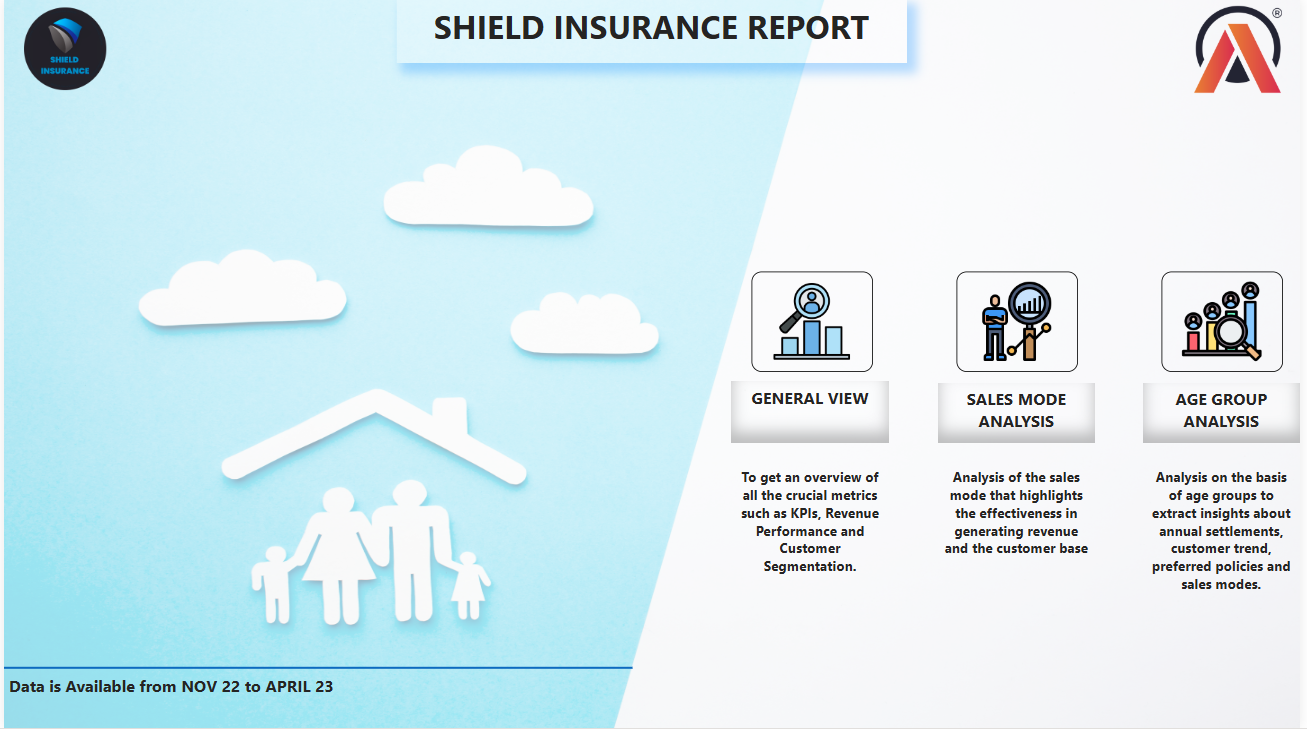 SHIELD INSURANCE REPORT
SHIELD
INSURANCE
®
GENERAL VIEW
SALES MODE
ANALYSIS
AGE GROUP
ANALYSIS
To get an overview of
all the crucial metrics
such as KPIs, Revenue
Performance and
Customer
Segmentation.
Analysis of the sales
mode that highlights
the effectiveness in
generating revenue
and the customer base
Analysis on the basis
of age groups to
extract insights about
annual settlements,
customer trend,
preferred policies and
sales modes.
Data is Available from NOV 22 to APRIL 23